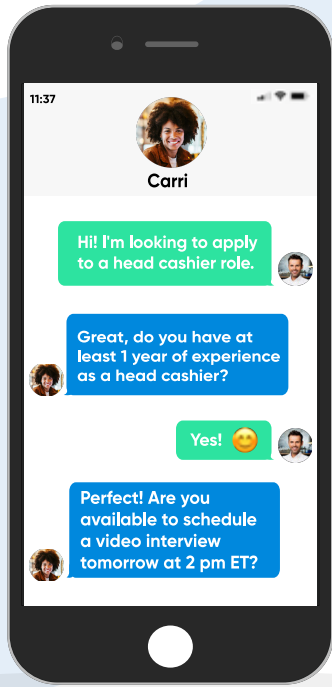 11:37
Carri
Hi! I'm looking to apply
to a head cashier role.
Great, do you have at
least 1 year of experience
as a head cashier?
Yes! 😊
Perfect! Are you
available to schedule
a video interview
tomorrow at 2 pm ET?